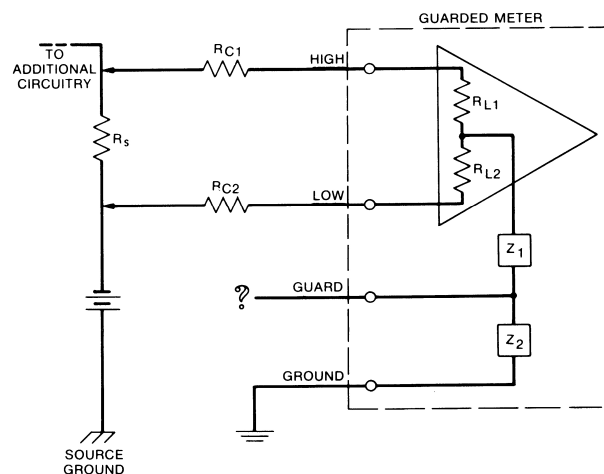 GUARDED METER
TO
ADDITIONAL
CIRCUITRY
RC1
HIGH
RL1
RS
RL2
RC2
LOW
Z1
?
GUARD
Z2
GROUND
SOURCE
GROUND